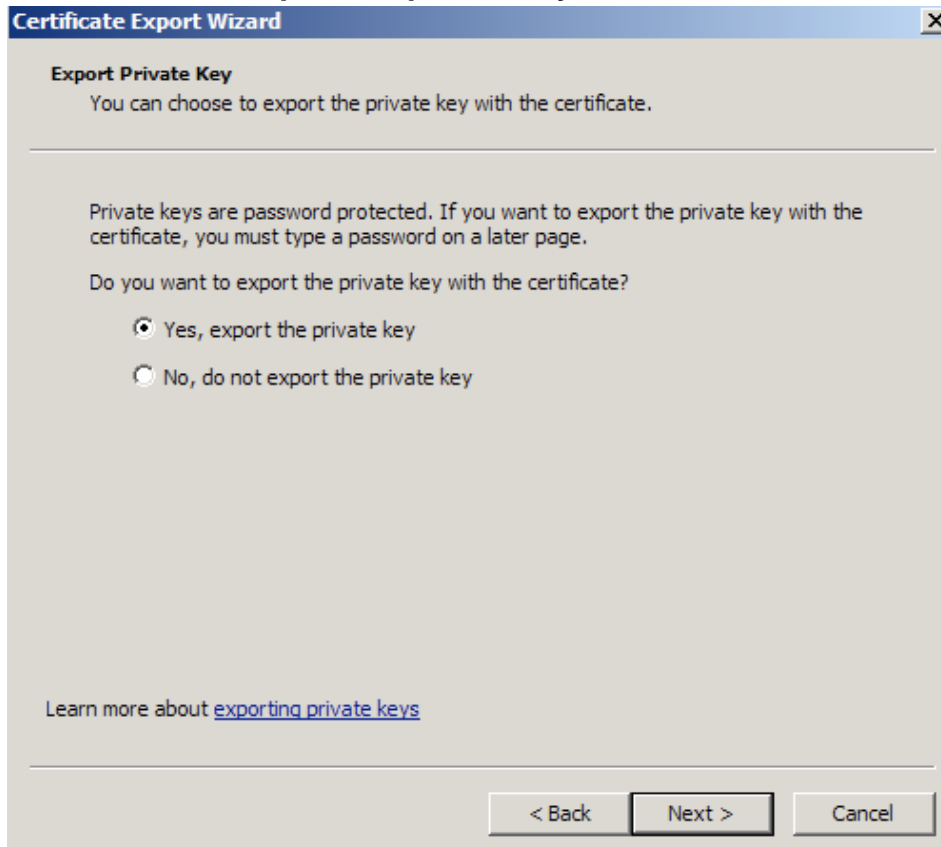 Certificate Export Wizard
Export Private Key
You can choose to export the private key with the certificate.
Private keys are password protected. If you want to export the private key with the
certificate, you must type a password on a later page.
Do you want to export the private key with the certificate?
Yes, export the private key
No, do not export the private key
Learn more about exporting private keys
< Back
Next >
Cancel